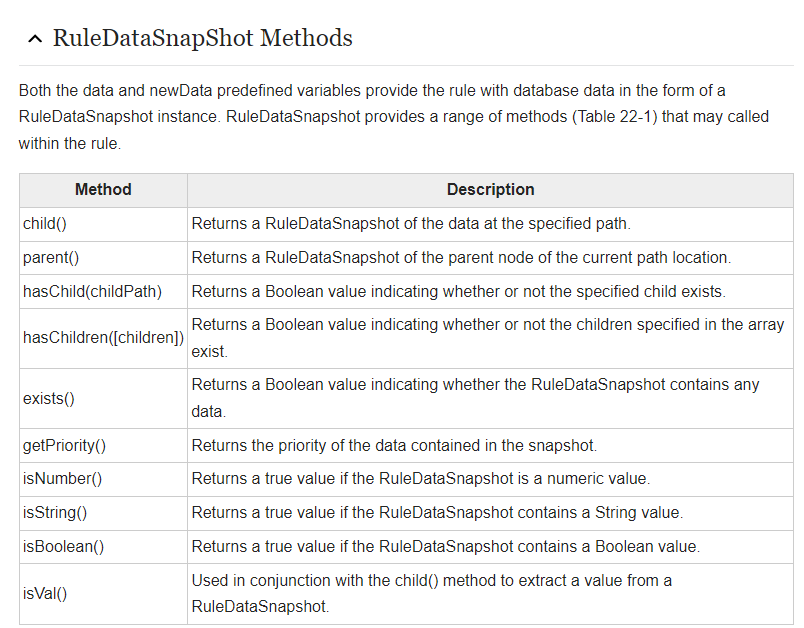 RuleDataSnapShot Methods
Both the data and newData predefined variables provide the rule with database data in the form of a
RuleDataSnapshot instance. RuleDataSnapshot provides a range of methods (Table 22-1) that may called
within the rule.
Method Description
child() Returns a RuleDataSnapshot of the data at the specified path.
parent() Returns a RuleDataSnapshot of the parent node of the current path location.
hasChild(childPath) Returns a Boolean value indicating whether or not the specified child exists.
hasChildren([children]) Returns a Boolean value indicating whether or not the children specified in the array
exist.
exists() Returns a Boolean value indicating whether the RuleDataSnapshot contains any
data.
getPriority() Returns the priority of the data contained in the snapshot.
isNumber() Returns a true value if the RuleDataSnapshot is a numeric value.
isString() Returns a true value if the RuleDataSnapshot contains a String value.
isBoolean() Returns a true value if the RuleDataSnapshot contains a Boolean value.
isVal() Used in conjunction with the child() method to extract a value from a
RuleDataSnapshot.